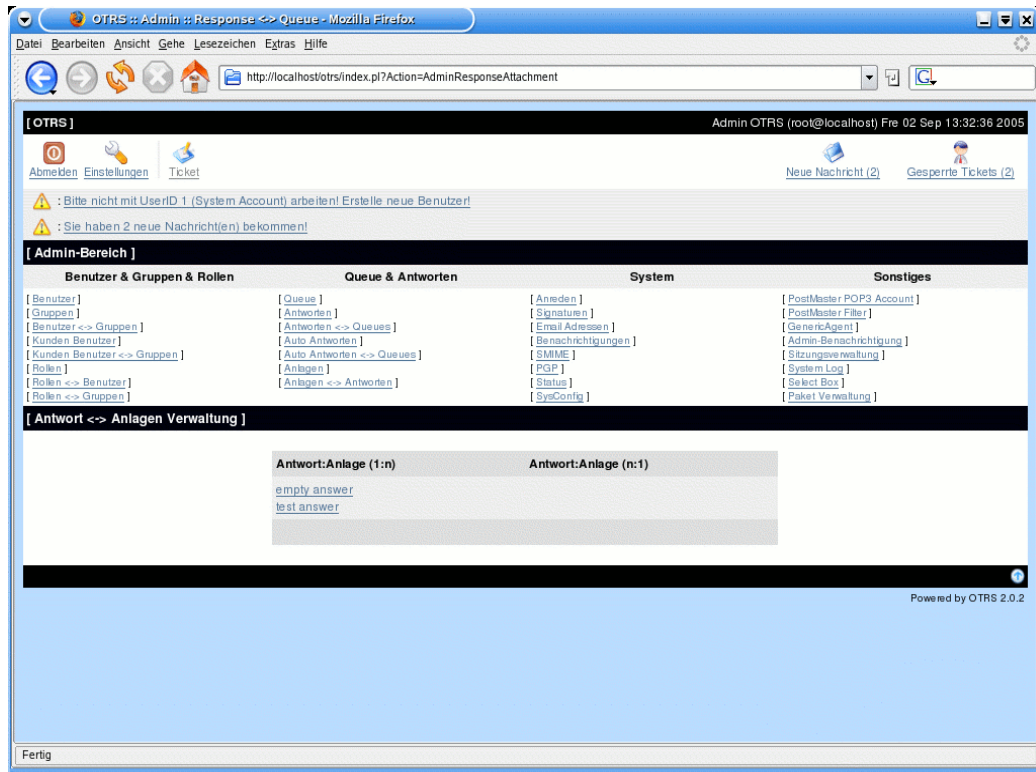 OTRS :: Admin :: Response <-> Queue - Mozilla Firefox
Datei Bearbeiten Ansicht Gehe Lesezeichen Extras Hilfe
http://localhost/otrs/index.pl?Action=AdminResponseAttachment
G
[ OTRS ] Admin OTRS (root@localhost) Fre 02 Sep 13:32:36 2005
Abmelden Einstellungen Ticket Neue Nachricht (2) Gesperrte Tickets (2)
: Bitte nicht mit UserID 1 (System Account) arbeiten! Erstelle neue Benutzer!
: Sie haben 2 neue Nachricht(en) bekommen!
[ Admin-Bereich ]
Benutzer & Gruppen & Rollen Queue & Antworten System Sonstiges
[ Benutzer ] [ Queue ] [ Anreden ] [ PostMaster POP3 Account ]
[ Gruppen ] [ Antworten ] [ Signaturen ] [ PostMaster Filter ]
[ Benutzer <-> Gruppen ] [ Antworten <-> Queues ] [ Email Adressen ] [ GenericAgent ]
[ Kunden Benutzer ] [ Auto Antworten ] [ Benachrichtigungen ] [ Admin-Benachrichtigung ]
[ Kunden Benutzer <-> Gruppen ] [ Auto Antworten <-> Queues ] [ SMIME ] [ Sitzungsverwaltung ]
[ Rollen ] [ Anlagen ] [ PGP ] [ System Log ]
[ Rollen <-> Benutzer ] [ Anlagen <-> Antworten ] [ Status ] [ Select Box ]
[ Rollen <-> Gruppen ] [ SysConfig ] [ Paket Verwaltung ]
[ Antwort <-> Anlagen Verwaltung ]
Antwort:Anlage (1:n) Antwort:Anlage (n:1)
empty answer
test answer
Powered by OTRS 2.0.2
Fertig